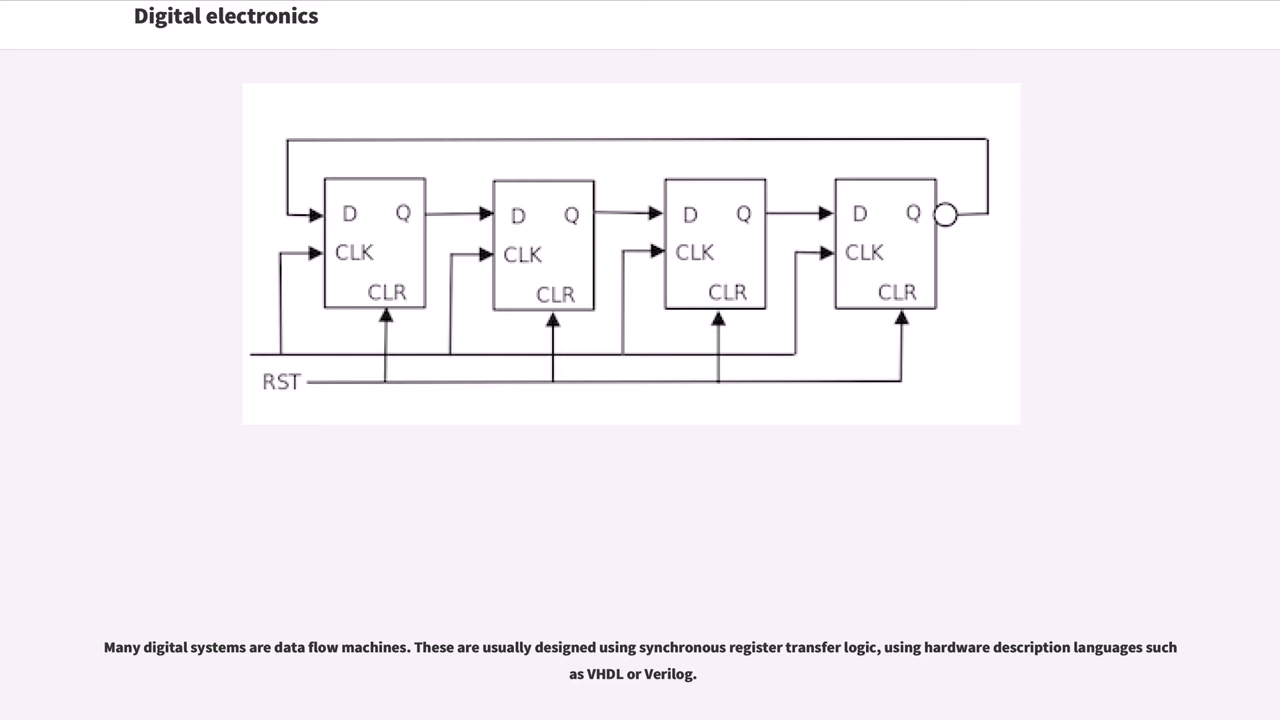 Digital electronics
D Q D Q D Q D Q
CLK CLK CLK CLK
CLR CLR CLR CLR
RST
Many digital systems are data flow machines. These are usually designed using synchronous register transfer logic, using hardware description languages such
as VHDL or Verilog.